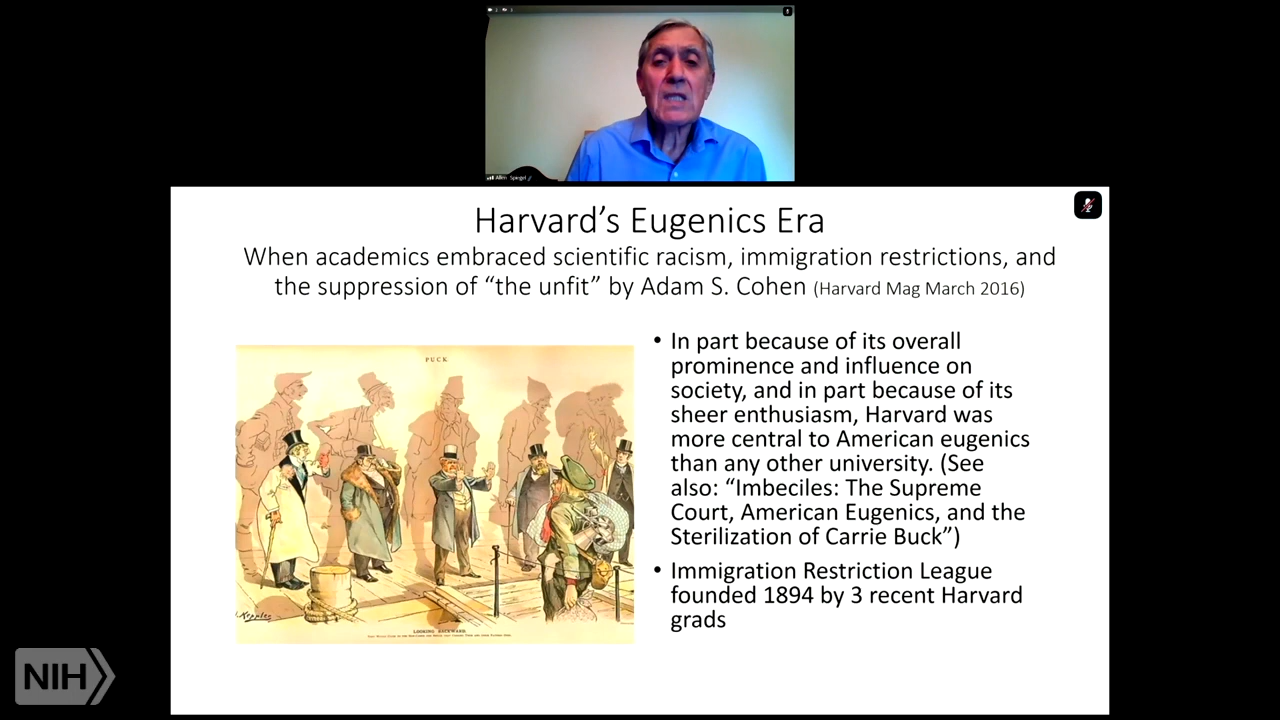 Allen Spiegel
Harvard's Eugenics Era
When academics embraced scientific racism, immigration restrictions, and
the suppression of “the unfit” by Adam S. Cohen (Harvard Mag March 2016)
PUCK
J. Keppler
LOOKING BACKWARD.
• In part because of its overall
prominence and influence on
society, and in part because of its
sheer enthusiasm, Harvard was
more central to American eugenics
than any other university. (See
also: “Imbeciles: The Supreme
Court, American Eugenics, and the
Sterilization of Carrie Buck”)
• Immigration Restriction League
founded 1894 by 3 recent Harvard
grads
NIH